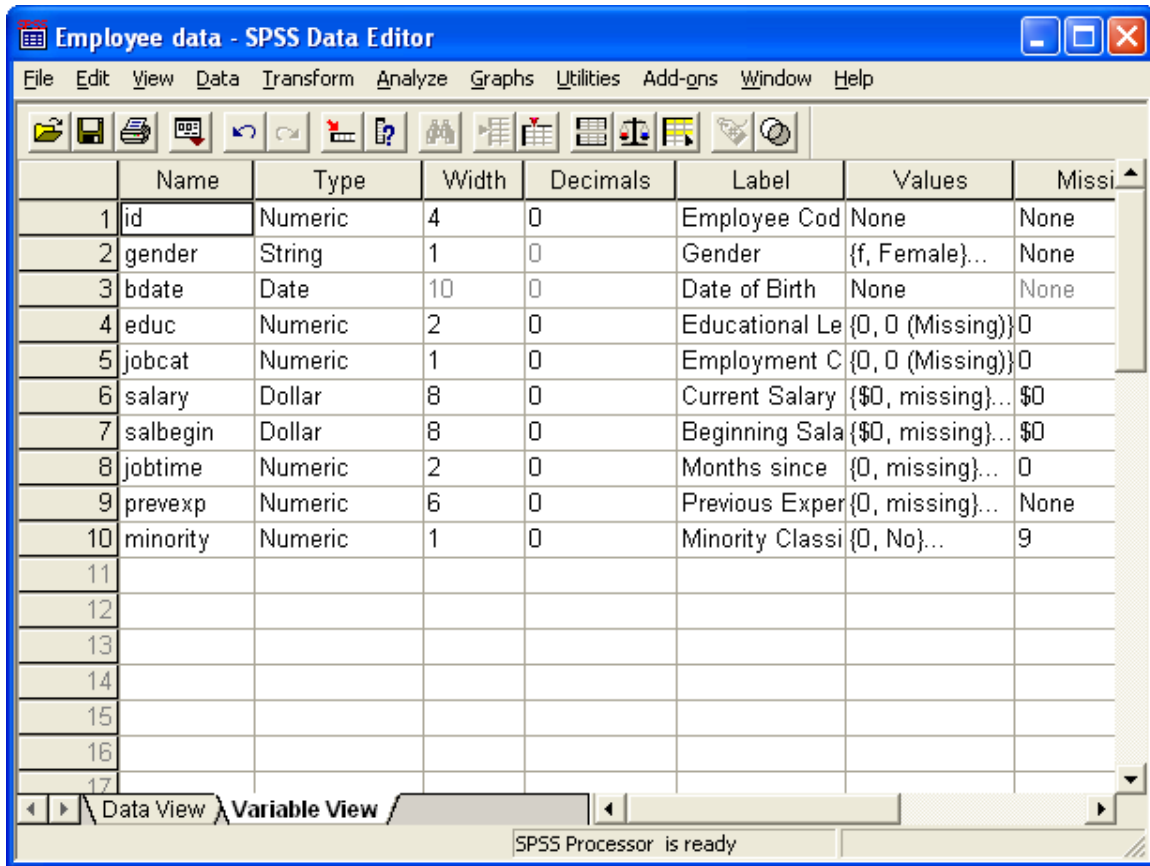 SPSS
Employee data - SPSS Data Editor
File Edit View Data Transform Analyze Graphs Utilities Add-ons Window Help
Name Type Width Decimals Label Values Missi
1 id Numeric 4 0 Employee Cod None None
2 gender String 1 0 Gender {f, Female}... None
3 bdate Date 10 0 Date of Birth None None
4 educ Numeric 2 0 Educational Le {0, 0 (Missing)} 0
5 jobcat Numeric 1 0 Employment C {0, 0 (Missing)} 0
6 salary Dollar 8 0 Current Salary {$0, missing}... $0
7 salbegin Dollar 8 0 Beginning Sala {$0, missing}... $0
8 jobtime Numeric 2 0 Months since {0, missing}... 0
9 prevexp Numeric 6 0 Previous Exper {0, missing}... None
10 minority Numeric 1 0 Minority Classi {0, No}... 9
11
12
13
14
15
16
17
Data View Variable View
SPSS Processor is ready